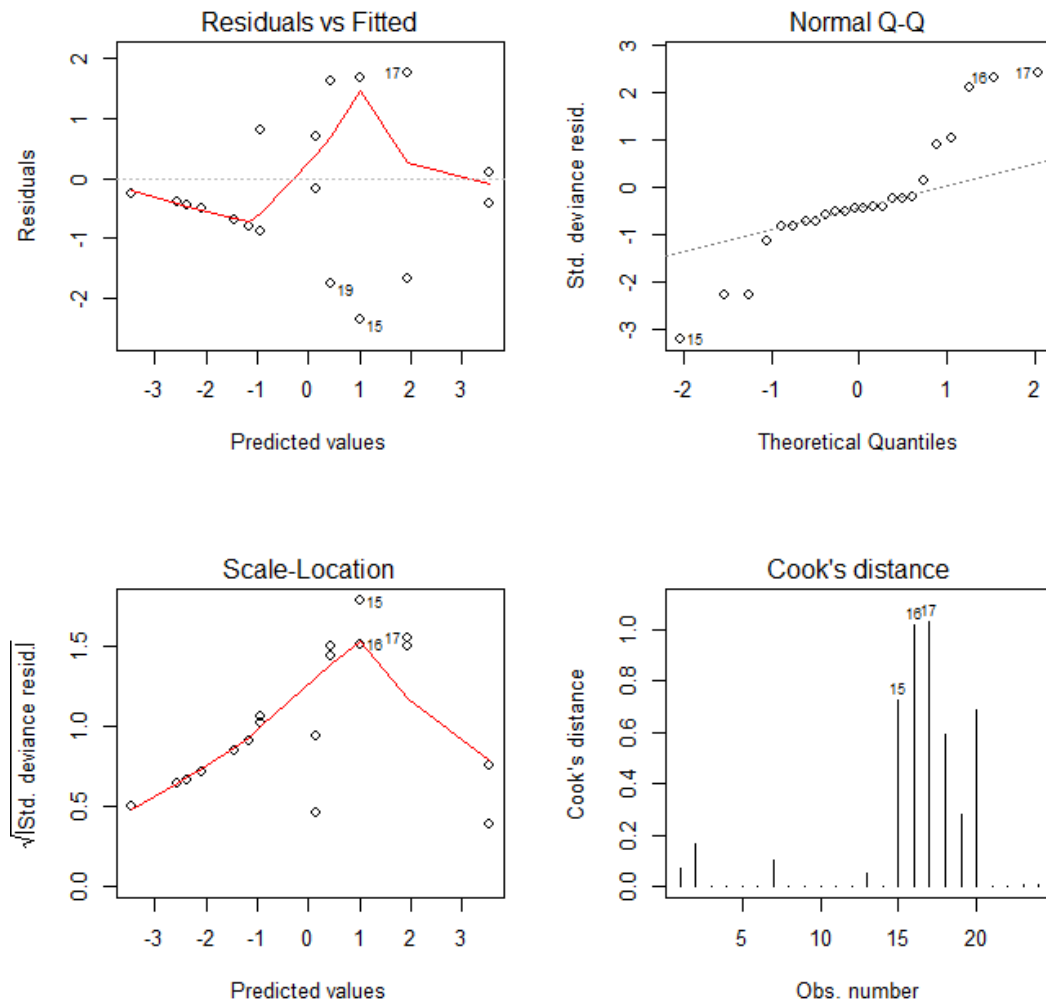 Residuals vs Fitted
Residuals
2
1
0
-1
-2
17
19
15
-3 -2 -1 0 1 2 3
Predicted values
Normal Q-Q
Std. deviance resid.
3
2
1
0
-1
-2
-3
16
17
15
-2 -1 0 1 2
Theoretical Quantiles
Scale-Location
√|Std. deviance resid.|
1.5
1.0
0.5
0.0
15
16
17
-3 -2 -1 0 1 2 3
Predicted values
Cook's distance
Cook's distance
1.0
0.8
0.6
0.4
0.2
0.0
16
17
15
5 10 15 20
Obs. number